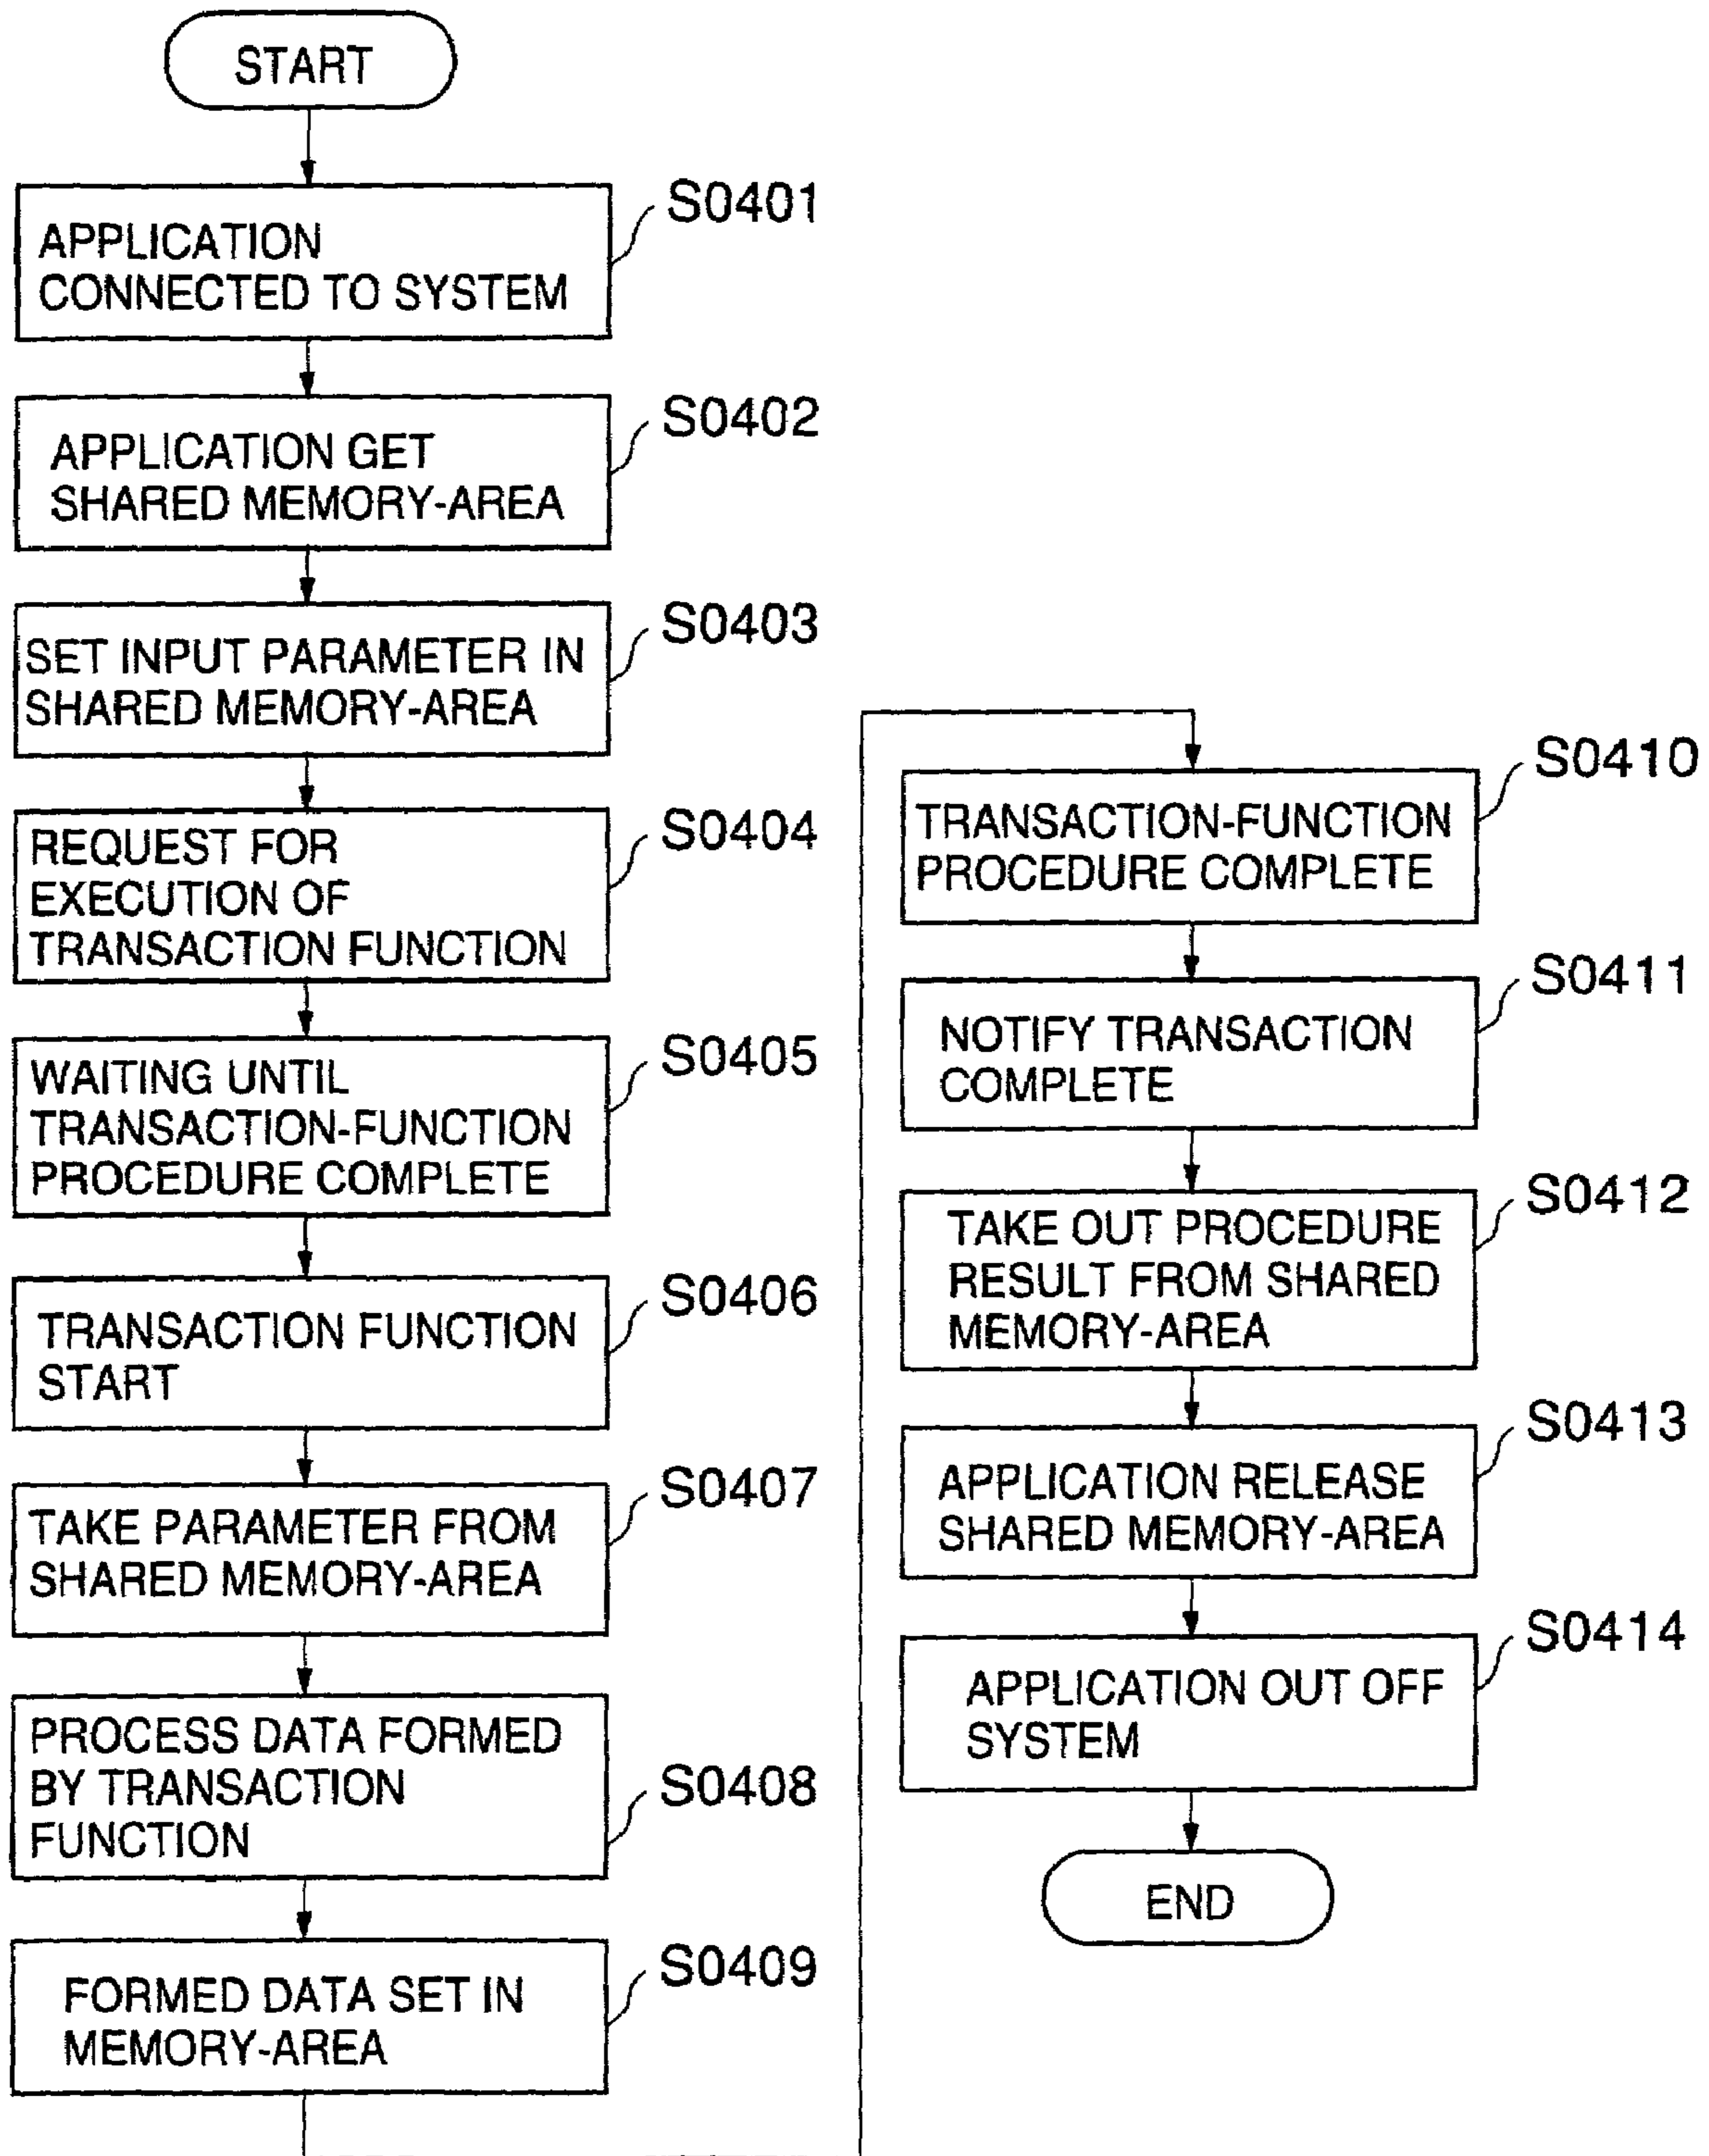 START
S0401
APPLICATION
CONNECTED TO SYSTEM
S0402
APPLICATION GET
SHARED MEMORY-AREA
S0403
SET INPUT PARAMETER IN
SHARED MEMORY-AREA
S0404
REQUEST FOR
EXECUTION OF
TRANSACTION FUNCTION
S0405
WAITING UNTIL
TRANSACTION-FUNCTION
PROCEDURE COMPLETE
S0406
TRANSACTION FUNCTION
START
S0407
TAKE PARAMETER FROM
SHARED MEMORY-AREA
S0408
PROCESS DATA FORMED
BY TRANSACTION
FUNCTION
S0409
FORMED DATA SET IN
MEMORY-AREA
S0410
TRANSACTION-FUNCTION
PROCEDURE COMPLETE
S0411
NOTIFY TRANSACTION
COMPLETE
S0412
TAKE OUT PROCEDURE
RESULT FROM SHARED
MEMORY-AREA
S0413
APPLICATION RELEASE
SHARED MEMORY-AREA
S0414
APPLICATION OUT OFF
SYSTEM
END